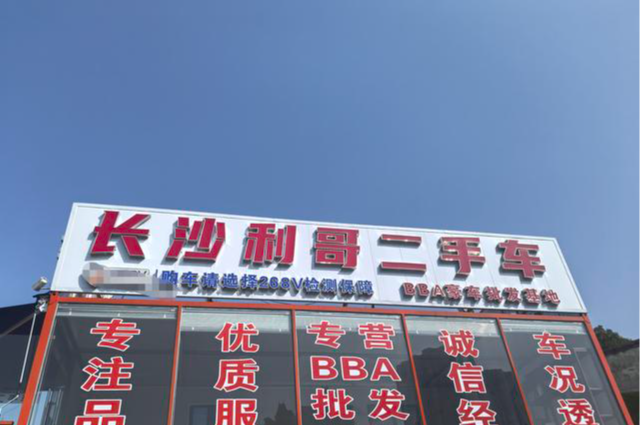 长沙利哥二手车
购车请选择268V检测保障
BBA豪车批发基地
专注品
优质服
专营BBA批发
诚信经
车况透